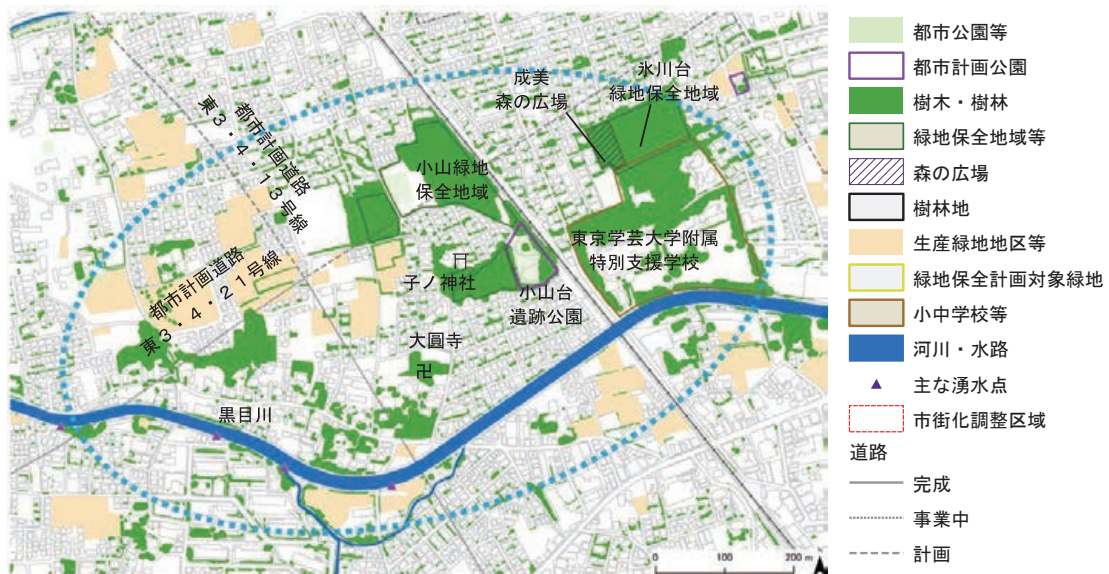 成美
森の広場
氷川台
緑地保全地域
都市計画道路
東3・4・13号線
小山緑地
保全地域
東京学芸大学附属
特別支援学校
子ノ神社
小山台
遺跡公園
都市計画道路
東3・4・21号線
大圓寺
卍
黒目川
0 100 200 m
都市公園等
都市計画公園
樹木・樹林
緑地保全地域等
森の広場
樹林地
生産緑地地区等
緑地保全計画対象緑地
小中学校等
河川・水路
主な湧水点
市街化調整区域
道路
完成
事業中
計画